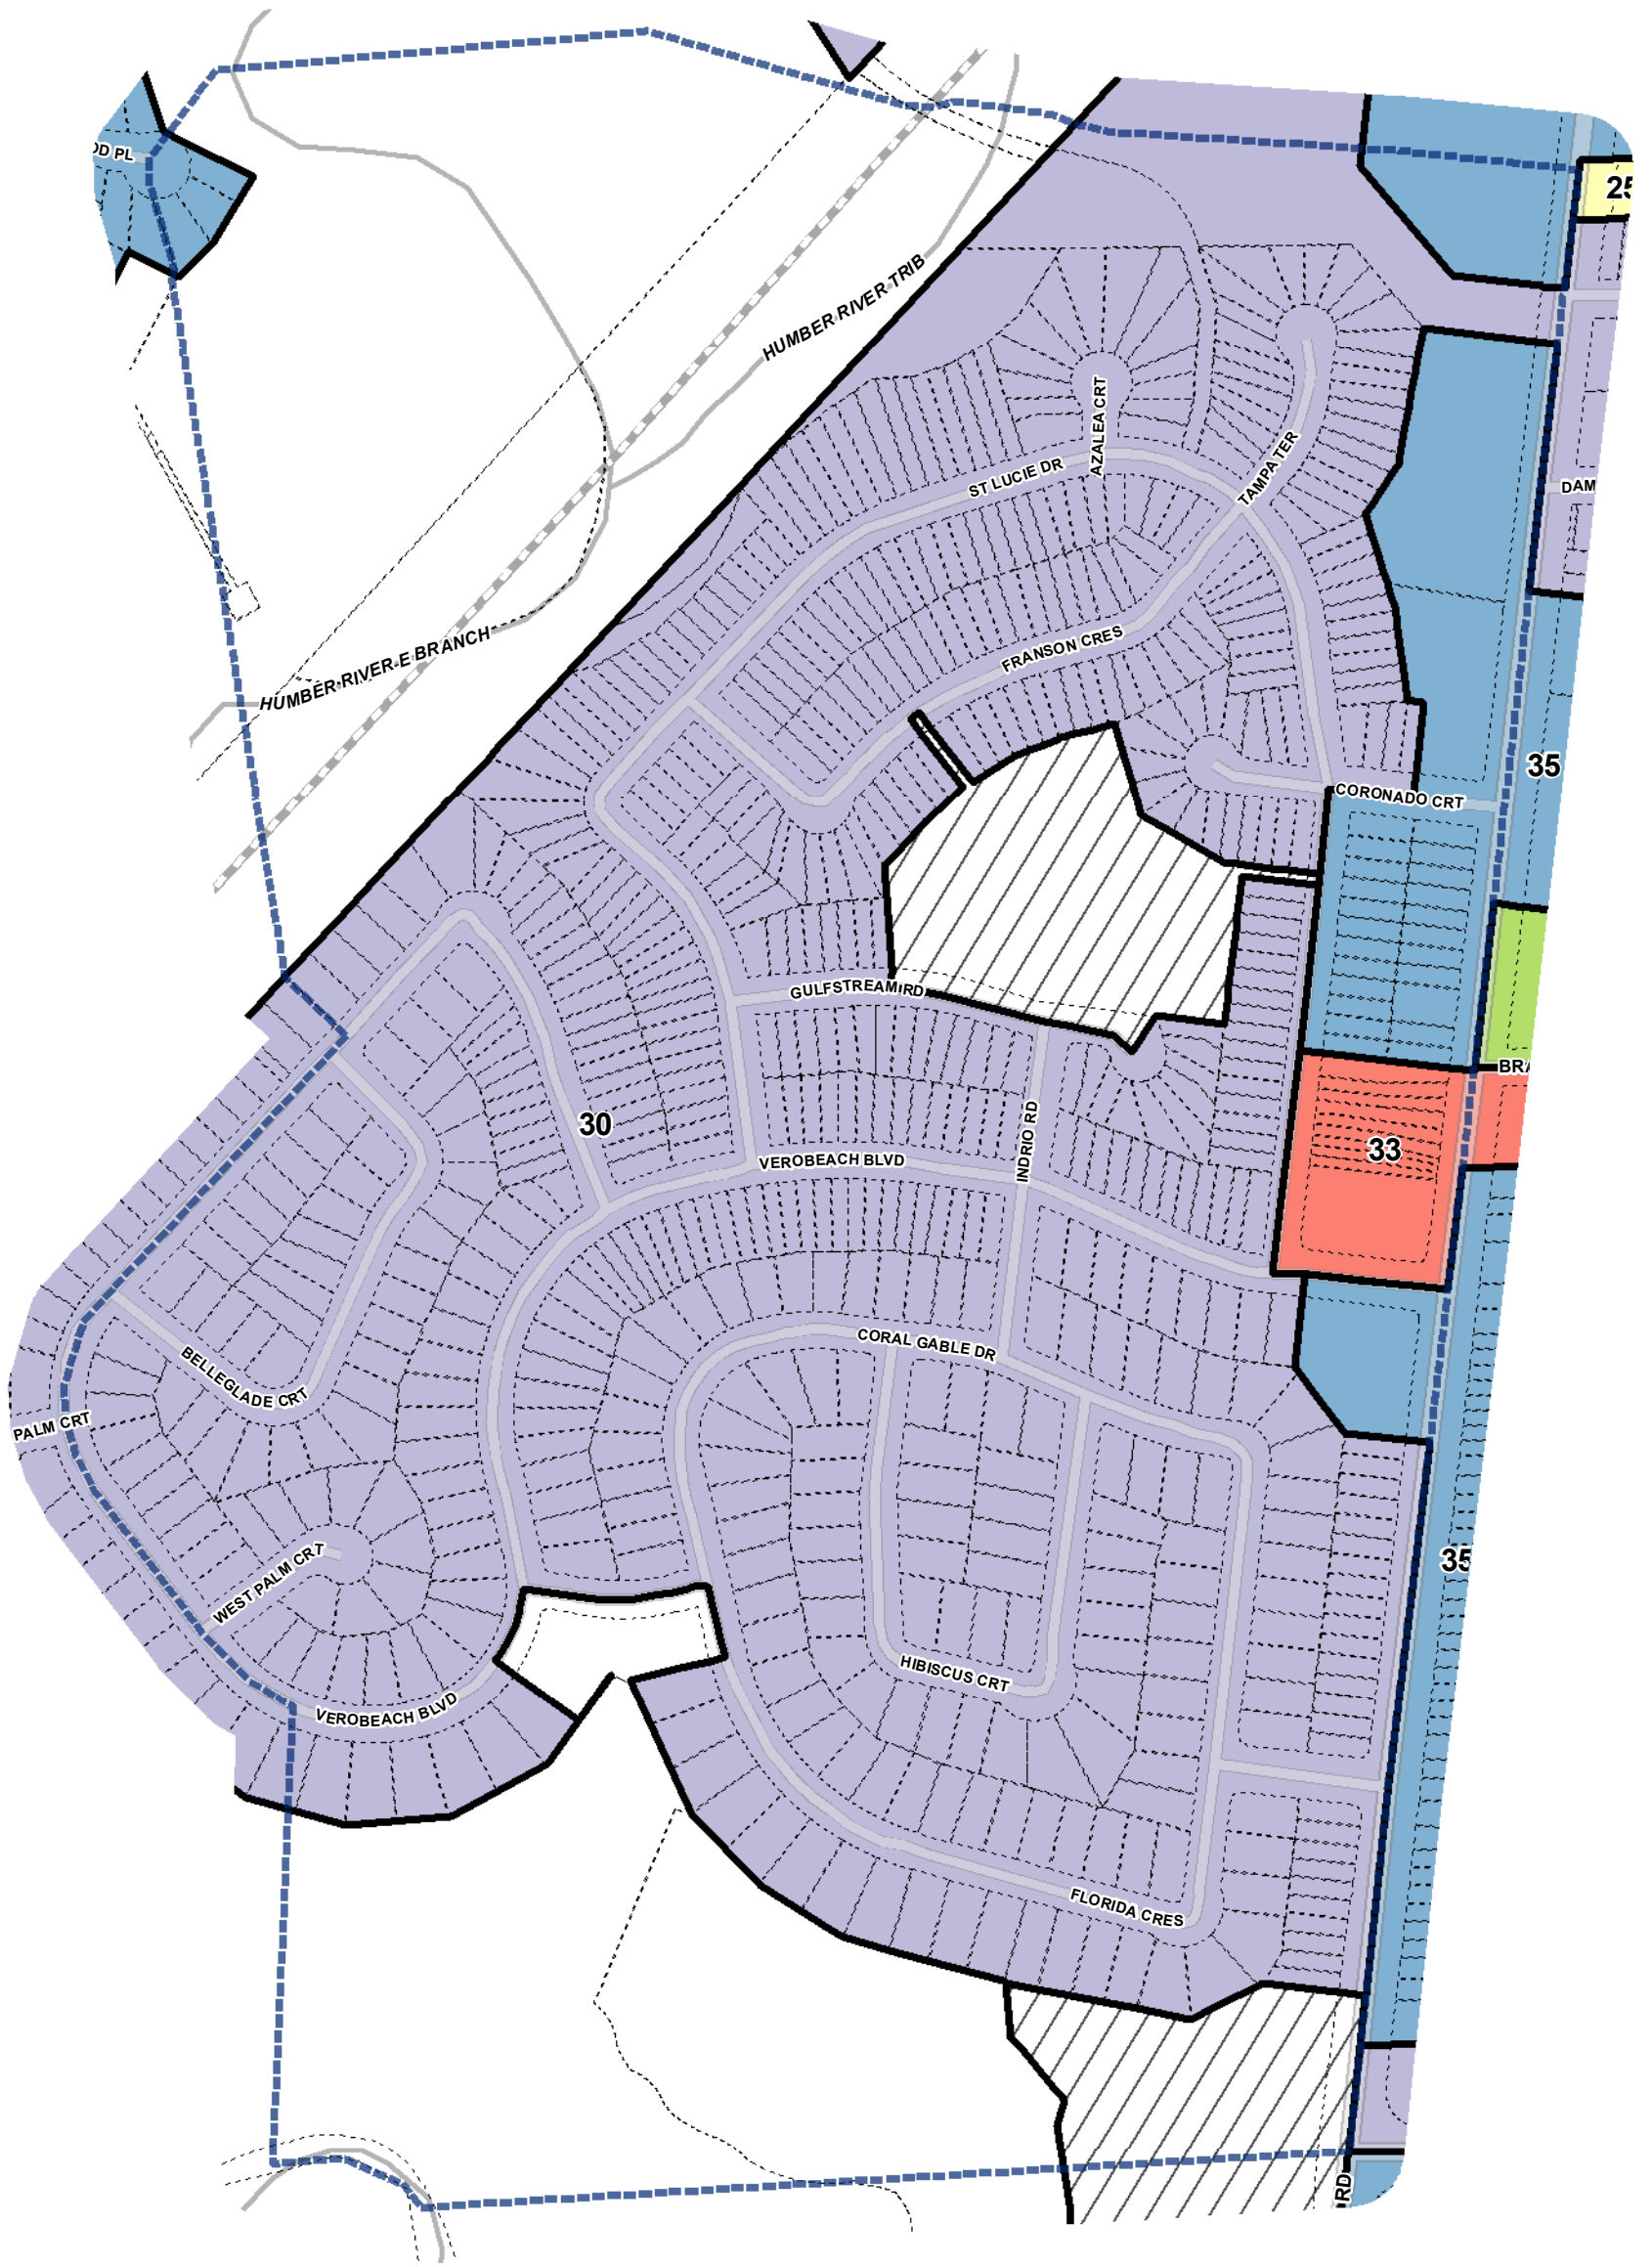 OD PL
25
HUMBER RIVER TRIB
AZALEA CRT
ST LUCIE DR
TAMPA TER
DAM
HUMBER RIVER E BRANCH
FRANSON CRES
35
CORONADO CRT
GULFSTREAM RD
BRA
30
INDRIO RD
33
VEROBEACH BLVD
CORAL GABLE DR
BELLEGLADE CRT
PALM CRT
WEST PALM CRT
35
HIBISCUS CRT
VEROBEACH BLVD
FLORIDA CRES
RD